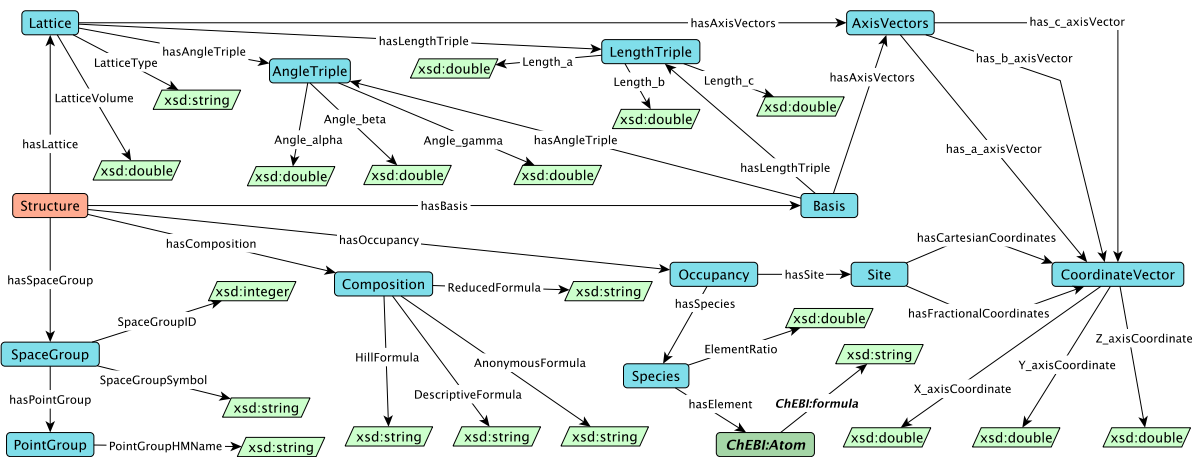 Lattice
hasAxisVectors
AxisVectors
has_c_axisVector
hasLengthTriple
hasAngleTriple
LengthTriple
has_b_axisVector
LatticeType
AngleTriple
xsd:double
Length_a
Length_b
Length_c
hasAxisVectors
LatticeVolume
xsd:string
xsd:double
xsd:double
Angle_beta
Angle_alpha
Angle_gamma
hasAngleTriple
hasLattice
has_a_axisVector
xsd:double
xsd:double
xsd:double
xsd:double
hasLengthTriple
Structure
hasBasis
Basis
hasComposition
hasOccupancy
hasCartesianCoordinates
hasSpaceGroup
Composition
Occupancy
hasSite
Site
CoordinateVector
xsd:integer
ReducedFormula
xsd:string
hasSpecies
hasFractionalCoordinates
SpaceGroupID
xsd:double
Z_axisCoordinate
SpaceGroup
HillFormula
AnonymousFormula
ElementRatio
xsd:string
SpaceGroupSymbol
Species
Y_axisCoordinate
hasPointGroup
DescriptiveFormula
hasElement
ChEBI:formula
X_axisCoordinate
xsd:string
PointGroup
PointGroupHMName
xsd:string
xsd:string
xsd:string
xsd:string
ChEBI:Atom
xsd:double
xsd:double
xsd:double